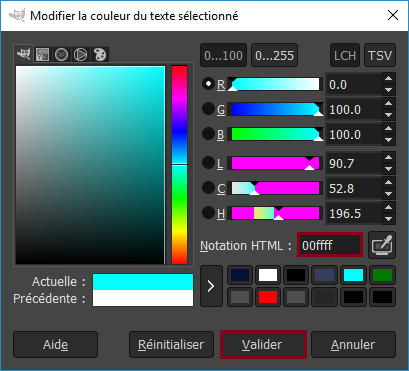 Modifier la couleur du texte sélectionné
0...100 0...255 LCH TSV
R 0.0
G 100.0
B 100.0
L 90.7
C 52.8
H 196.5
Notation HTML : 00ffff
Actuelle :
Précédente :
Aide Réinitialiser Valider Annuler